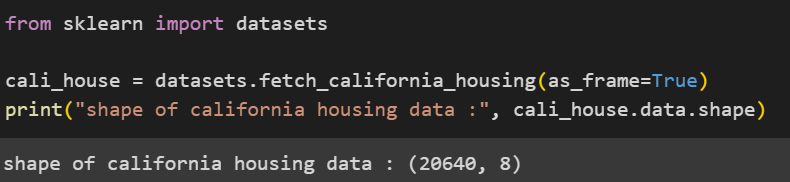 from sklearn import datasets
cali_house = datasets.fetch_california_housing(as_frame=True)
print("shape of california housing data :", cali_house.data.shape)
shape of california housing data : (20640, 8)